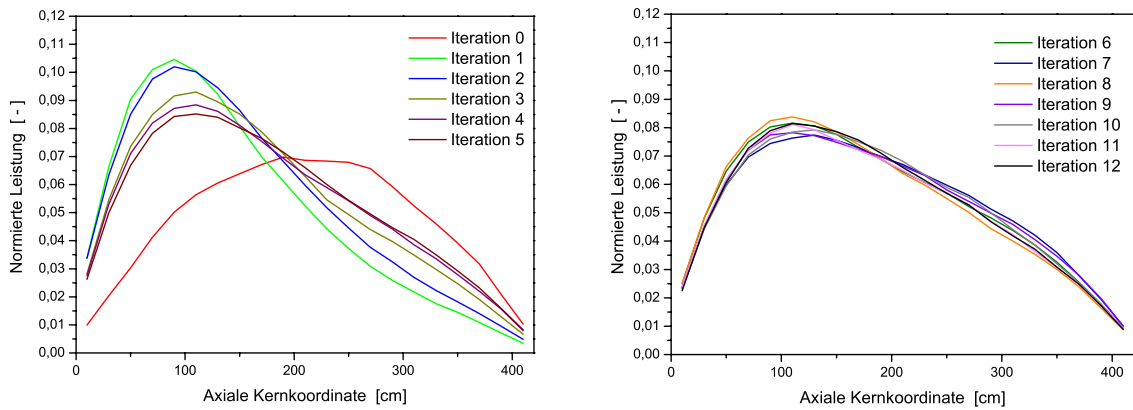 0,12
0,11
0,10
0,09
0,08
0,07
0,06
0,05
0,04
0,03
0,02
0,01
0,00
Normierte Leistung [ - ]
0 100 200 300 400
Axiale Kernkoordinate [cm]
Iteration 0
Iteration 1
Iteration 2
Iteration 3
Iteration 4
Iteration 5
0,12
0,11
0,10
0,09
0,08
0,07
0,06
0,05
0,04
0,03
0,02
0,01
0,00
Normierte Leistung [ - ]
0 100 200 300 400
Axiale Kernkoordinate [cm]
Iteration 6
Iteration 7
Iteration 8
Iteration 9
Iteration 10
Iteration 11
Iteration 12